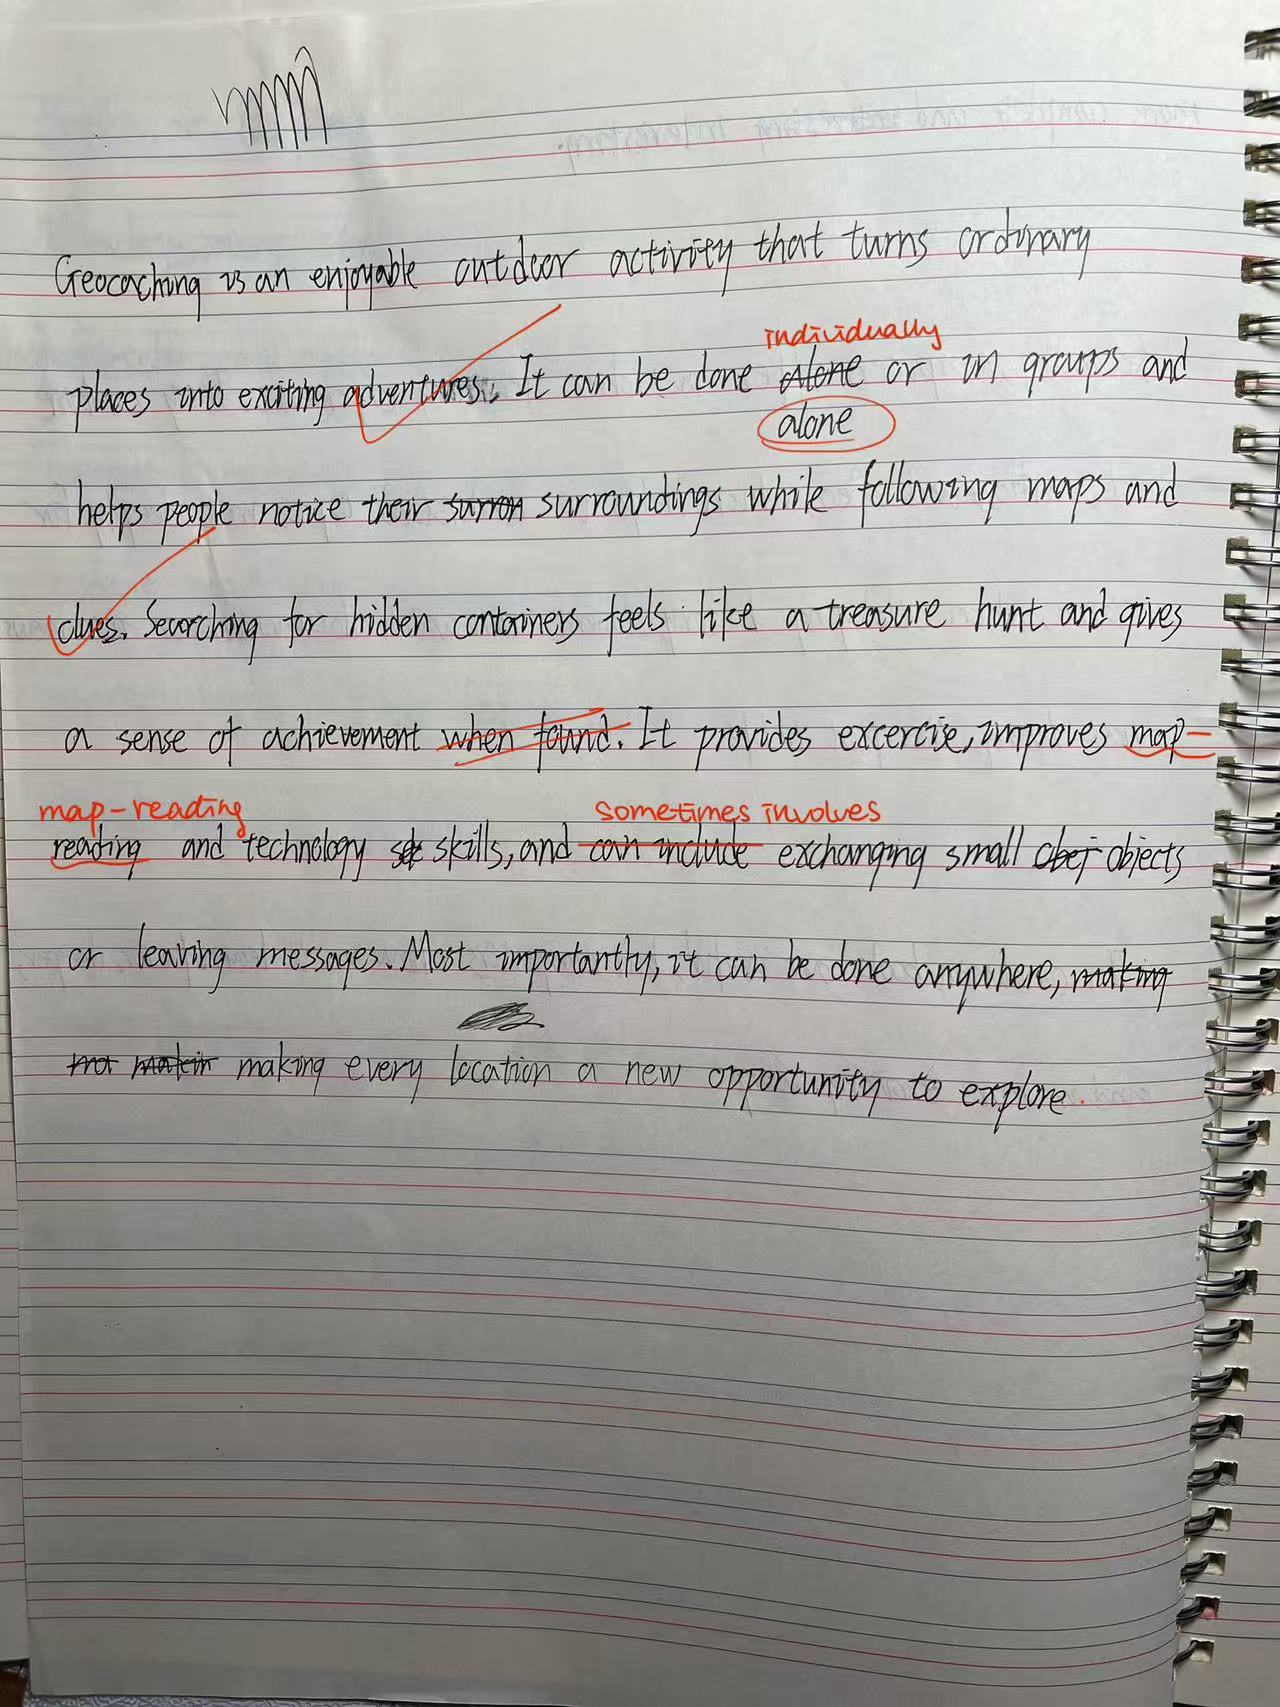 Geocaching is an enjoyable outdoor activity that turns ordinary
individually
places into exciting adventures. It can be done alone or in groups and
alone
helps people notice their surron surroundings while following maps and
clues. Searching for hidden containers feels like a treasure hunt and gives
a sense of achievement when found. It provides excercise, improves map-
map-reading sometimes involves
reading and technology skills, and can include exchanging small obej objects
or leaving messages. Most importantly, it can be done anywhere, making
makin making every location a new opportunity to explore.